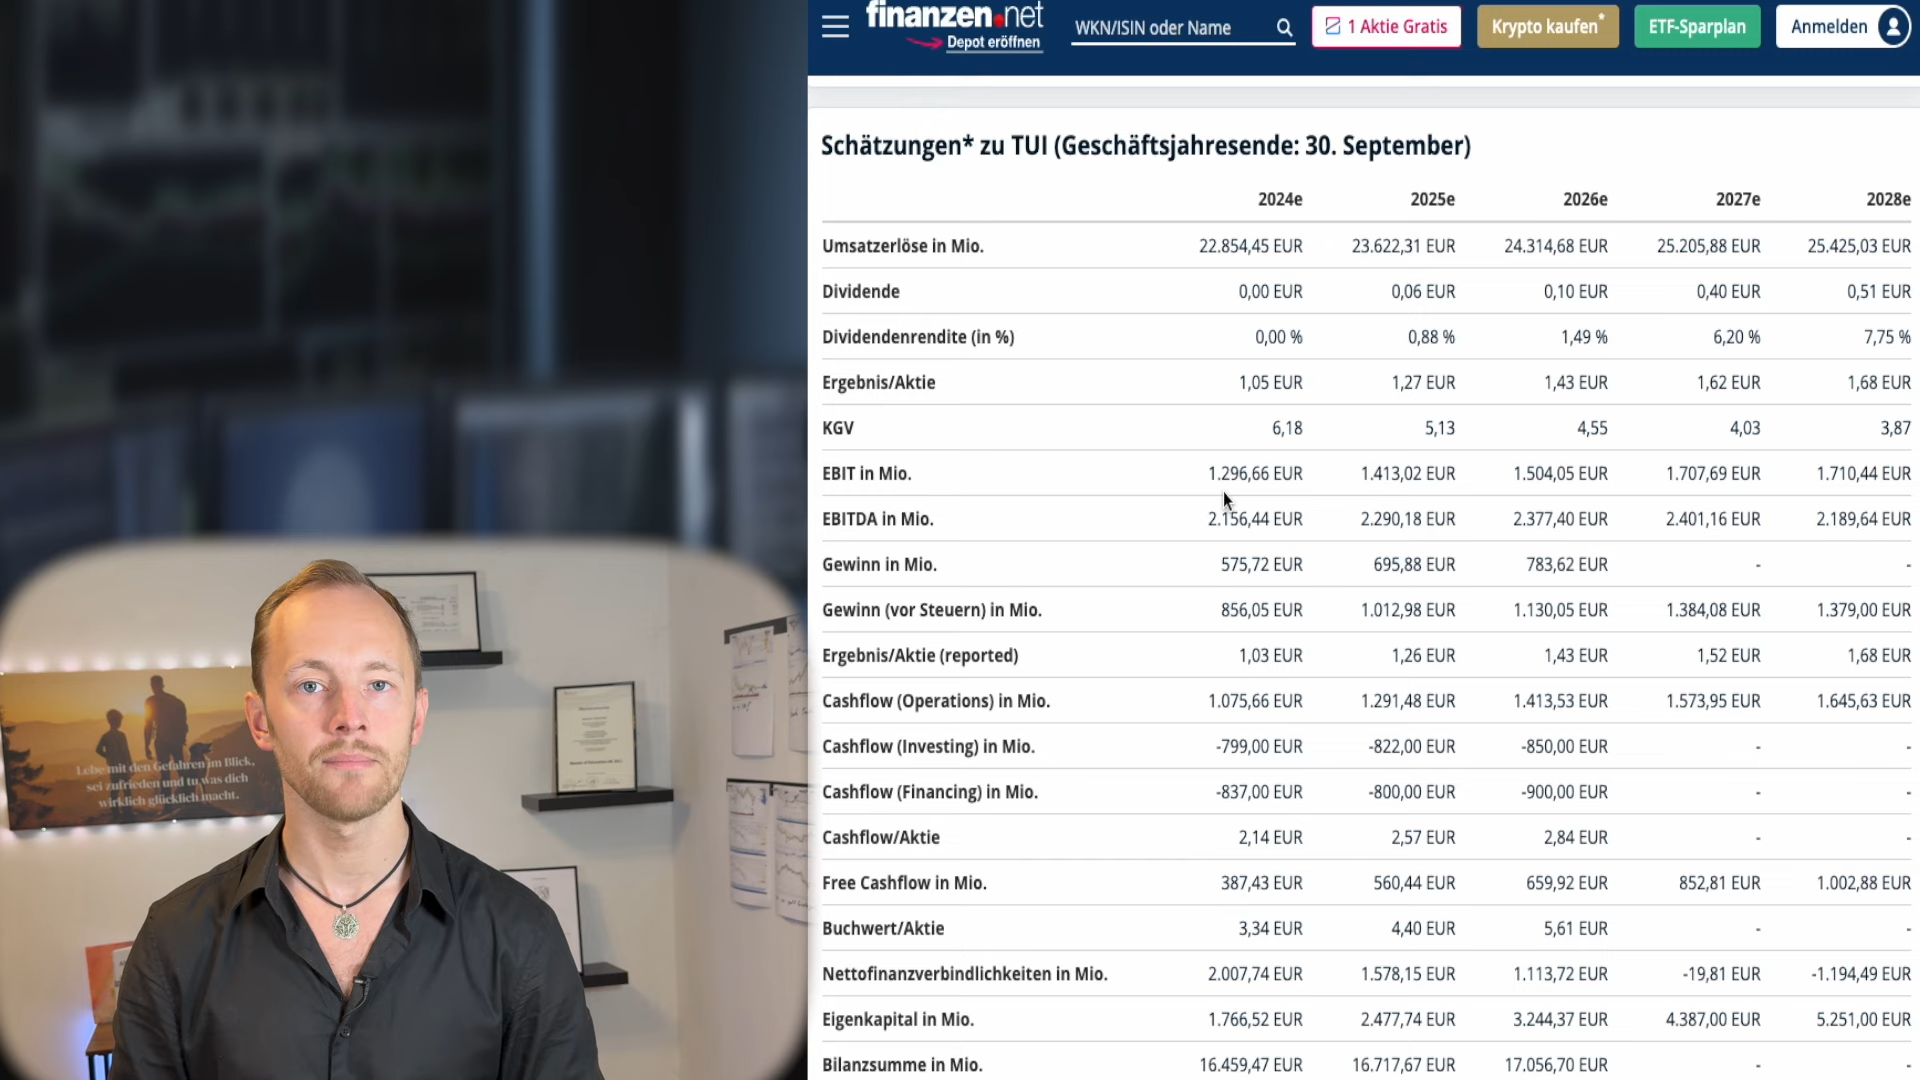 finanzen.net
Depot eröffnen
WKN/ISIN oder Name
1 Aktie Gratis
Krypto kaufen*
ETF-Sparplan
Anmelden
Schätzungen* zu TUI (Geschäftsjahresende: 30. September)
2024e 2025e 2026e 2027e 2028e
Umsatzerlöse in Mio. 22.854,45 EUR 23.622,31 EUR 24.314,68 EUR 25.205,88 EUR 25.425,03 EUR
Dividende 0,00 EUR 0,06 EUR 0,10 EUR 0,40 EUR 0,51 EUR
Dividendenrendite (in %) 0,00 % 0,88 % 1,49 % 6,20 % 7,75 %
Ergebnis/Aktie 1,05 EUR 1,27 EUR 1,43 EUR 1,62 EUR 1,68 EUR
KGV 6,18 5,13 4,55 4,03 3,87
EBIT in Mio. 1.296,66 EUR 1.413,02 EUR 1.504,05 EUR 1.707,69 EUR 1.710,44 EUR
EBITDA in Mio. 2.156,44 EUR 2.290,18 EUR 2.377,40 EUR 2.401,16 EUR 2.189,64 EUR
Gewinn in Mio. 575,72 EUR 695,88 EUR 783,62 EUR - -
Gewinn (vor Steuern) in Mio. 856,05 EUR 1.012,98 EUR 1.130,05 EUR 1.384,08 EUR 1.379,00 EUR
Ergebnis/Aktie (reported) 1,03 EUR 1,26 EUR 1,43 EUR 1,52 EUR 1,68 EUR
Cashflow (Operations) in Mio. 1.075,66 EUR 1.291,48 EUR 1.413,53 EUR 1.573,95 EUR 1.645,63 EUR
Cashflow (Investing) in Mio. -799,00 EUR -822,00 EUR -850,00 EUR - -
Cashflow (Financing) in Mio. -837,00 EUR -800,00 EUR -900,00 EUR - -
Cashflow/Aktie 2,14 EUR 2,57 EUR 2,84 EUR - -
Free Cashflow in Mio. 387,43 EUR 560,44 EUR 659,92 EUR 852,81 EUR 1.002,88 EUR
Buchwert/Aktie 3,34 EUR 4,40 EUR 5,61 EUR - -
Nettofinanzverbindlichkeiten in Mio. 2.007,74 EUR 1.578,15 EUR 1.113,72 EUR -19,81 EUR -1.194,49 EUR
Eigenkapital in Mio. 1.766,52 EUR 2.477,74 EUR 3.244,37 EUR 4.387,00 EUR 5.251,00 EUR
Bilanzsumme in Mio. 16.459,47 EUR 16.717,67 EUR 17.056,70 EUR - -
Lebe mit den Gefahren im Blick,
sei zufrieden und tu was dich
wirklich glücklich macht.